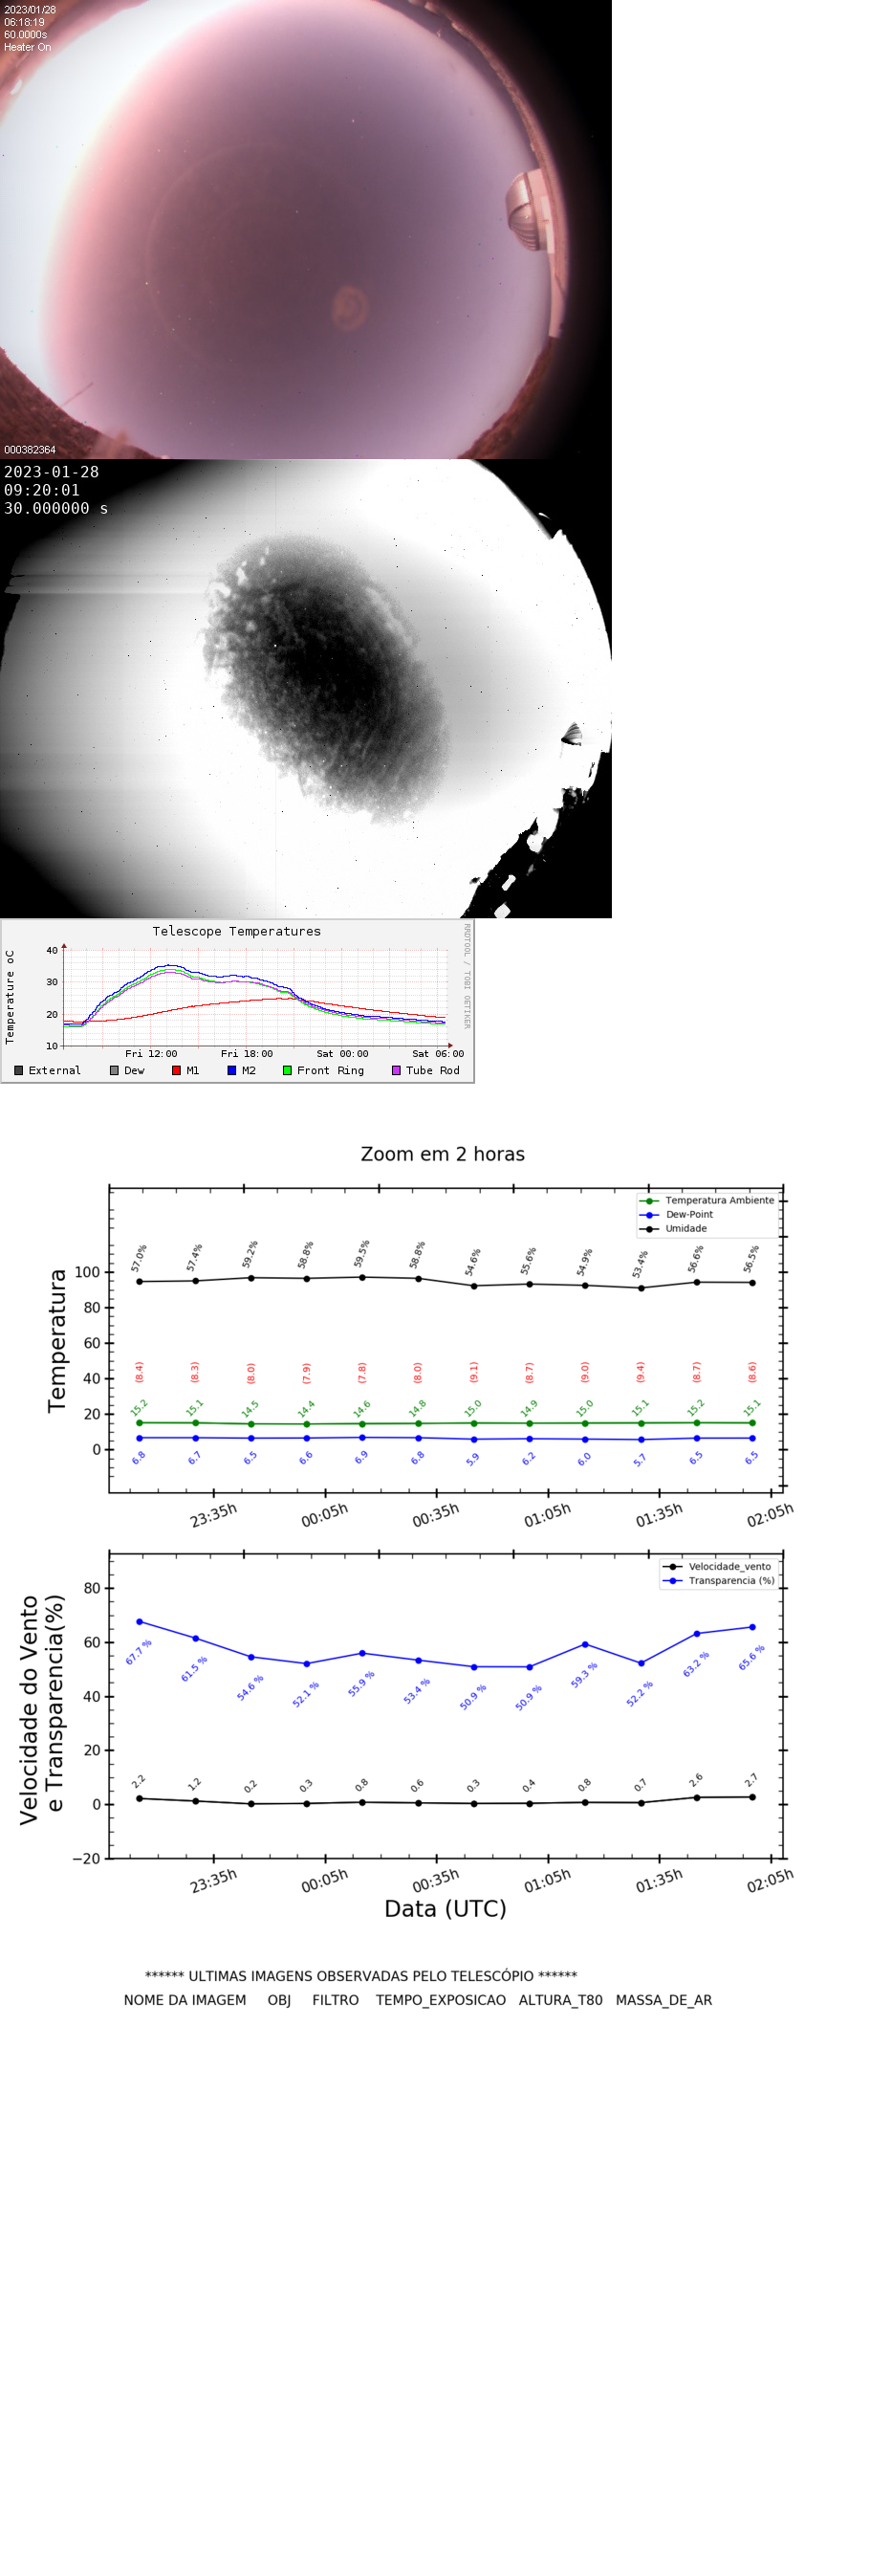 2023/01/28
06:18:19
60.0000s
Heater On
000382364
2023-01-28
09:20:01
30.000000 s
Telescope Temperatures
RRDTOOL / TOBI OETIKER
Temperature oC
40
30
20
10
Fri 12:00 Fri 18:00 Sat 00:00 Sat 06:00
External Dew M1 M2 Front Ring Tube Rod
Zoom em 2 horas
Temperatura Ambiente
Dew-Point
Umidade
Temperatura
100
80
60
40
20
0
57.0% 57.4% 59.2% 58.8% 59.5% 58.8% 54.6% 55.6% 54.9% 53.4% 56.6% 56.5%
(8.4) (8.3) (8.0) (7.9) (7.8) (8.0) (9.1) (8.7) (9.0) (9.4) (8.7) (8.6)
15.2 15.1 14.5 14.4 14.6 14.8 15.0 14.9 15.0 15.1 15.2 15.1
6.8 6.7 6.5 6.6 6.9 6.8 5.9 6.2 6.0 5.7 6.5 6.5
23:35h 00:05h 00:35h 01:05h 01:35h 02:05h
Velocidade_vento
Transparencia (%)
Velocidade do Vento
e Transparencia(%)
80
60
40
20
0
−20
67.7 % 61.5 % 54.6 % 52.1 % 55.9 % 53.4 % 50.9 % 50.9 % 59.3 % 52.2 % 63.2 % 65.6 %
2.2 1.2 0.2 0.3 0.8 0.6 0.3 0.4 0.8 0.7 2.6 2.7
23:35h 00:05h 00:35h 01:05h 01:35h 02:05h
Data (UTC)
****** ULTIMAS IMAGENS OBSERVADAS PELO TELESCÓPIO ******
NOME DA IMAGEM OBJ FILTRO TEMPO_EXPOSICAO ALTURA_T80 MASSA_DE_AR